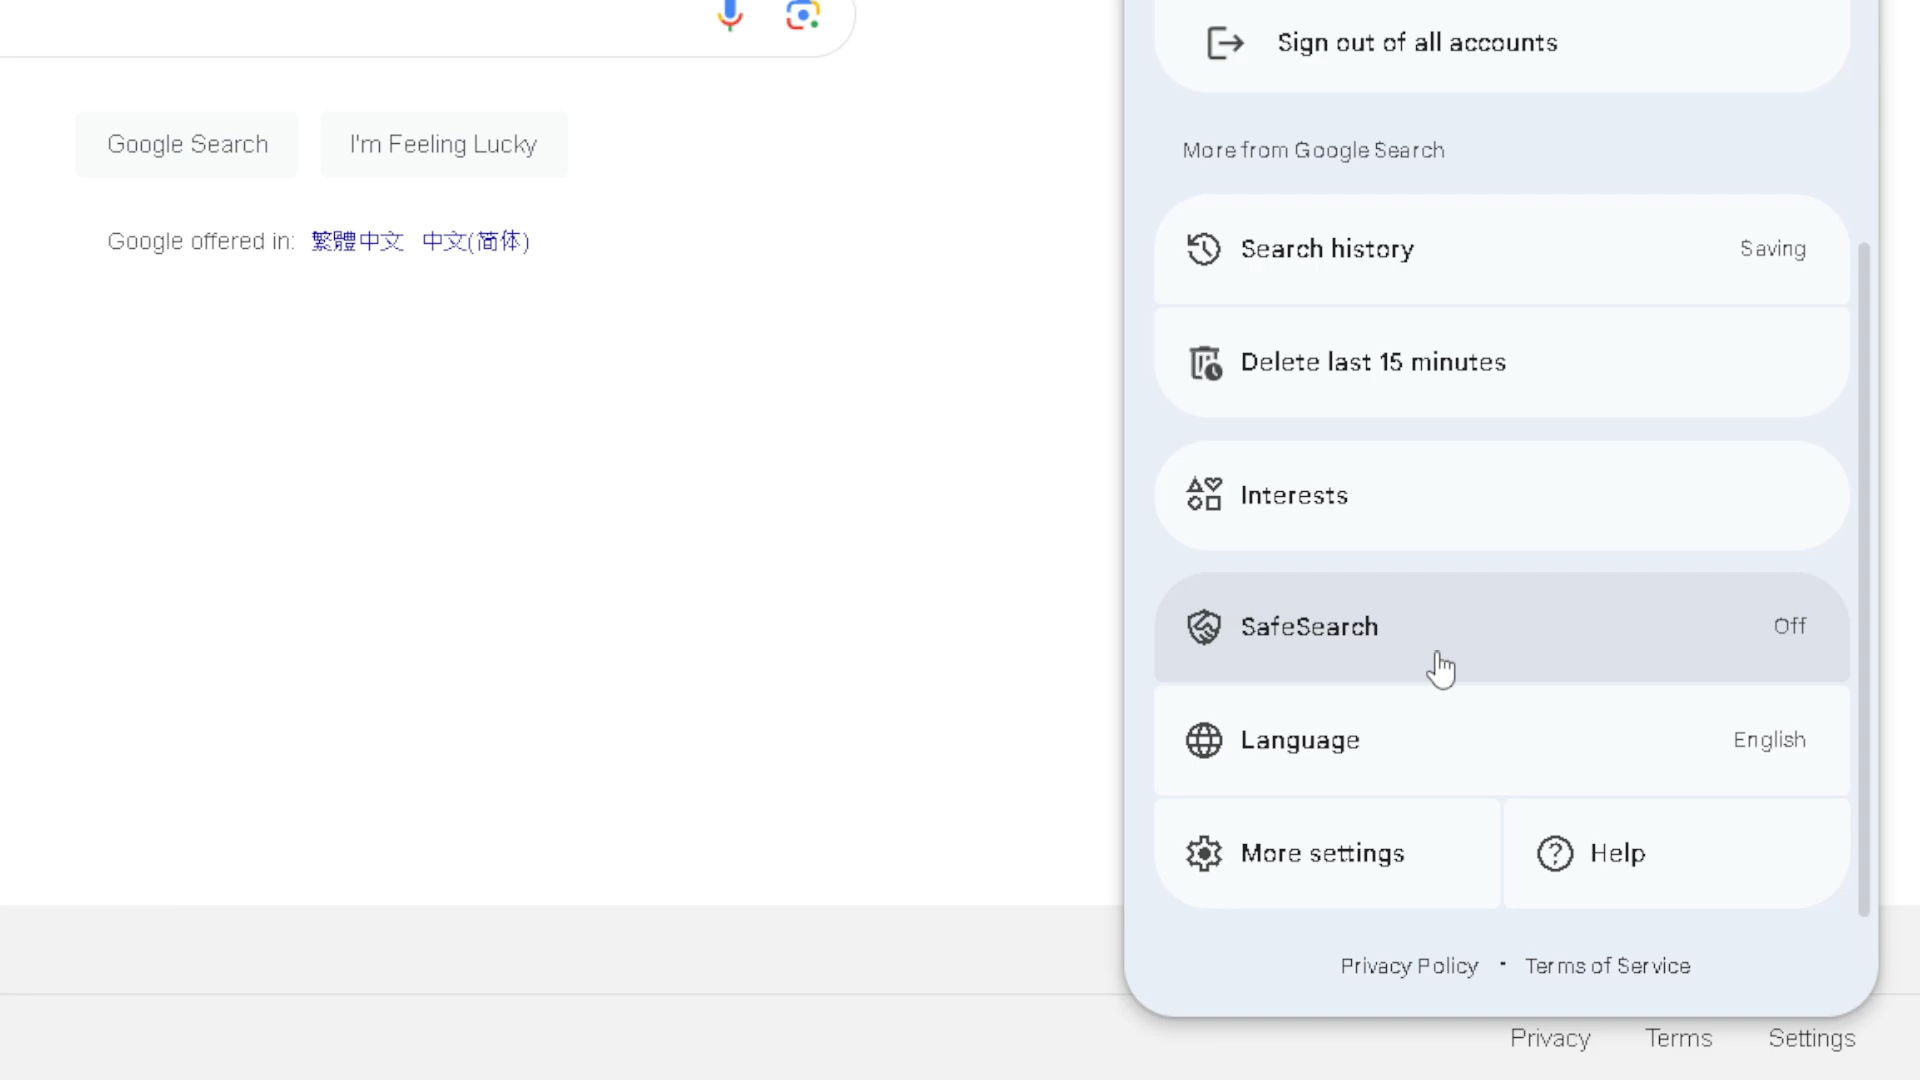 Sign out of all accounts
Google Search
I'm Feeling Lucky
More from Google Search
Google offered in: 繁體中文 中文(简体)
Search history
Saving
Delete last 15 minutes
Interests
SafeSearch
Off
Language
English
More settings
Help
Privacy Policy · Terms of Service
Privacy
Terms
Settings